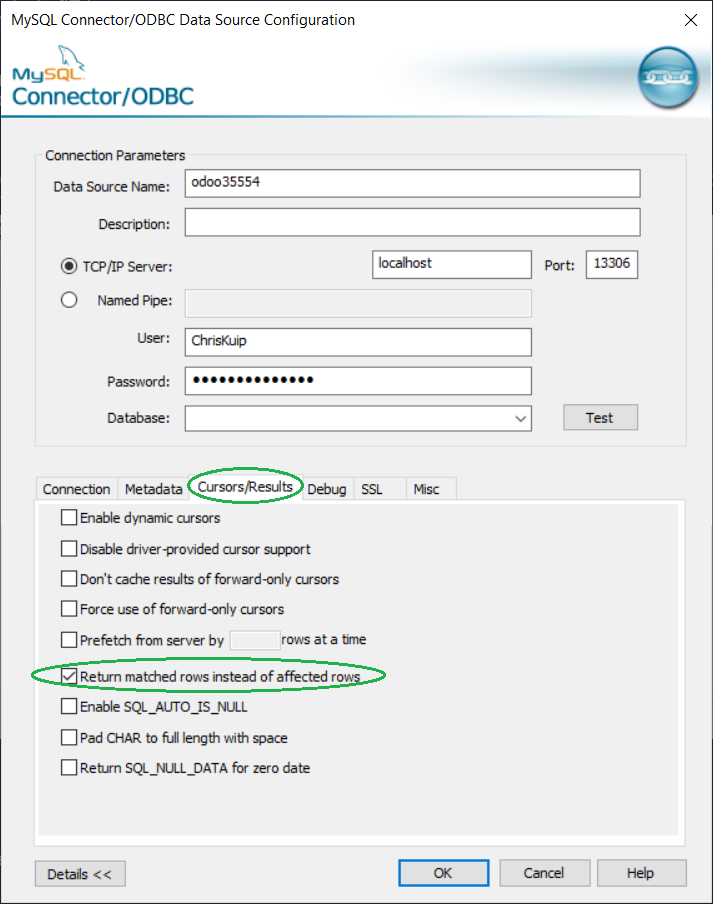 MySQL Connector/ODBC Data Source Configuration
MySQL
Connector/ODBC
Connection Parameters
Data Source Name: odoo35554
Description:
TCP/IP Server: localhost Port: 13306
Named Pipe:
User: ChrisKuip
Password: ••••••••••••••
Database: Test
Connection Metadata Cursors/Results Debug SSL Misc
Enable dynamic cursors
Disable driver-provided cursor support
Don't cache results of forward-only cursors
Force use of forward-only cursors
Prefetch from server by rows at a time
Return matched rows instead of affected rows
Enable SQL_AUTO_IS_NULL
Pad CHAR to full length with space
Return SQL_NULL_DATA for zero date
Details << OK Cancel Help